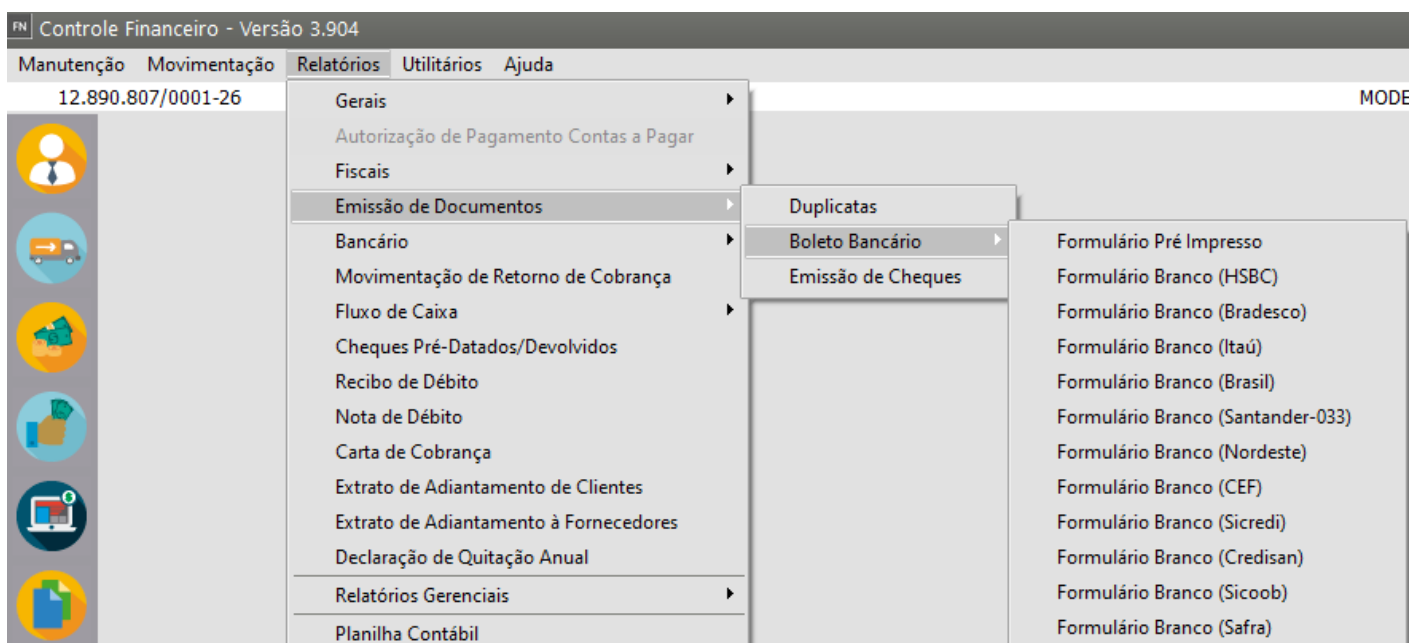 FN Controle Financeiro - Versão 3.904
Manutenção Movimentação Relatórios Utilitários Ajuda
12.890.807/0001-26 MODE
Gerais
Autorização de Pagamento Contas a Pagar
Fiscais
Emissão de Documentos
Bancário
Movimentação de Retorno de Cobrança
Fluxo de Caixa
Cheques Pré-Datados/Devolvidos
Recibo de Débito
Nota de Débito
Carta de Cobrança
Extrato de Adiantamento de Clientes
Extrato de Adiantamento à Fornecedores
Declaração de Quitação Anual
Relatórios Gerenciais
Planilha Contábil
Duplicatas
Boleto Bancário
Emissão de Cheques
Formulário Pré Impresso
Formulário Branco (HSBC)
Formulário Branco (Bradesco)
Formulário Branco (Itaú)
Formulário Branco (Brasil)
Formulário Branco (Santander-033)
Formulário Branco (Nordeste)
Formulário Branco (CEF)
Formulário Branco (Sicredi)
Formulário Branco (Credisan)
Formulário Branco (Sicoob)
Formulário Branco (Safra)